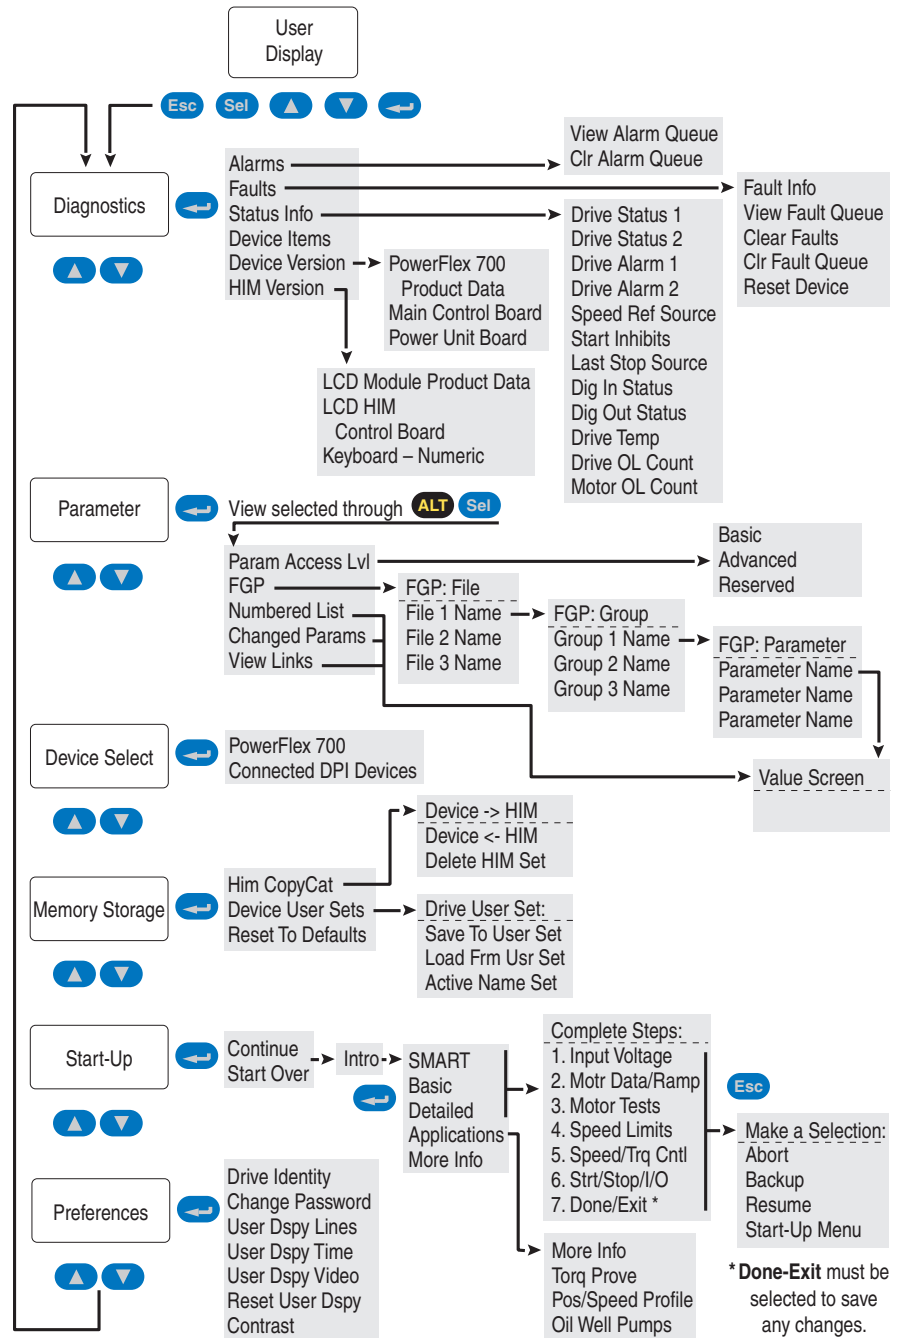 User
Display
Esc
Sel
View Alarm Queue
Clr Alarm Queue
Diagnostics
Alarms
Faults
Status Info
Device Items
Device Version
HIM Version
Fault Info
View Fault Queue
Clear Faults
Clr Fault Queue
Reset Device
Drive Status 1
Drive Status 2
Drive Alarm 1
Drive Alarm 2
Speed Ref Source
Start Inhibits
Last Stop Source
Dig In Status
Dig Out Status
Drive Temp
Drive OL Count
Motor OL Count
PowerFlex 700
Product Data
Main Control Board
Power Unit Board
LCD Module Product Data
LCD HIM
Control Board
Keyboard – Numeric
Parameter
View selected through
ALT
Sel
Param Access Lvl
FGP
Numbered List
Changed Params
View Links
Basic
Advanced
Reserved
FGP: File
File 1 Name
File 2 Name
File 3 Name
FGP: Group
Group 1 Name
Group 2 Name
Group 3 Name
FGP: Parameter
Parameter Name
Parameter Name
Parameter Name
Value Screen
Device Select
PowerFlex 700
Connected DPI Devices
Memory Storage
Him CopyCat
Device User Sets
Reset To Defaults
Device -> HIM
Device <- HIM
Delete HIM Set
Drive User Set:
Save To User Set
Load Frm Usr Set
Active Name Set
Start-Up
Continue
Start Over
Intro
SMART
Basic
Detailed
Applications
More Info
Complete Steps:
1. Input Voltage
2. Motr Data/Ramp
3. Motor Tests
4. Speed Limits
5. Speed/Trq Cntl
6. Strt/Stop/I/O
7. Done/Exit *
Esc
Make a Selection:
Abort
Backup
Resume
Start-Up Menu
More Info
Torq Prove
Pos/Speed Profile
Oil Well Pumps
Preferences
Drive Identity
Change Password
User Dspy Lines
User Dspy Time
User Dspy Video
Reset User Dspy
Contrast
* Done-Exit must be
selected to save
any changes.